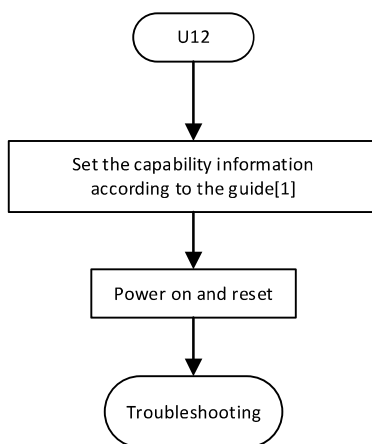 U12
Set the capability information
according to the guide[1]
Power on and reset
Troubleshooting